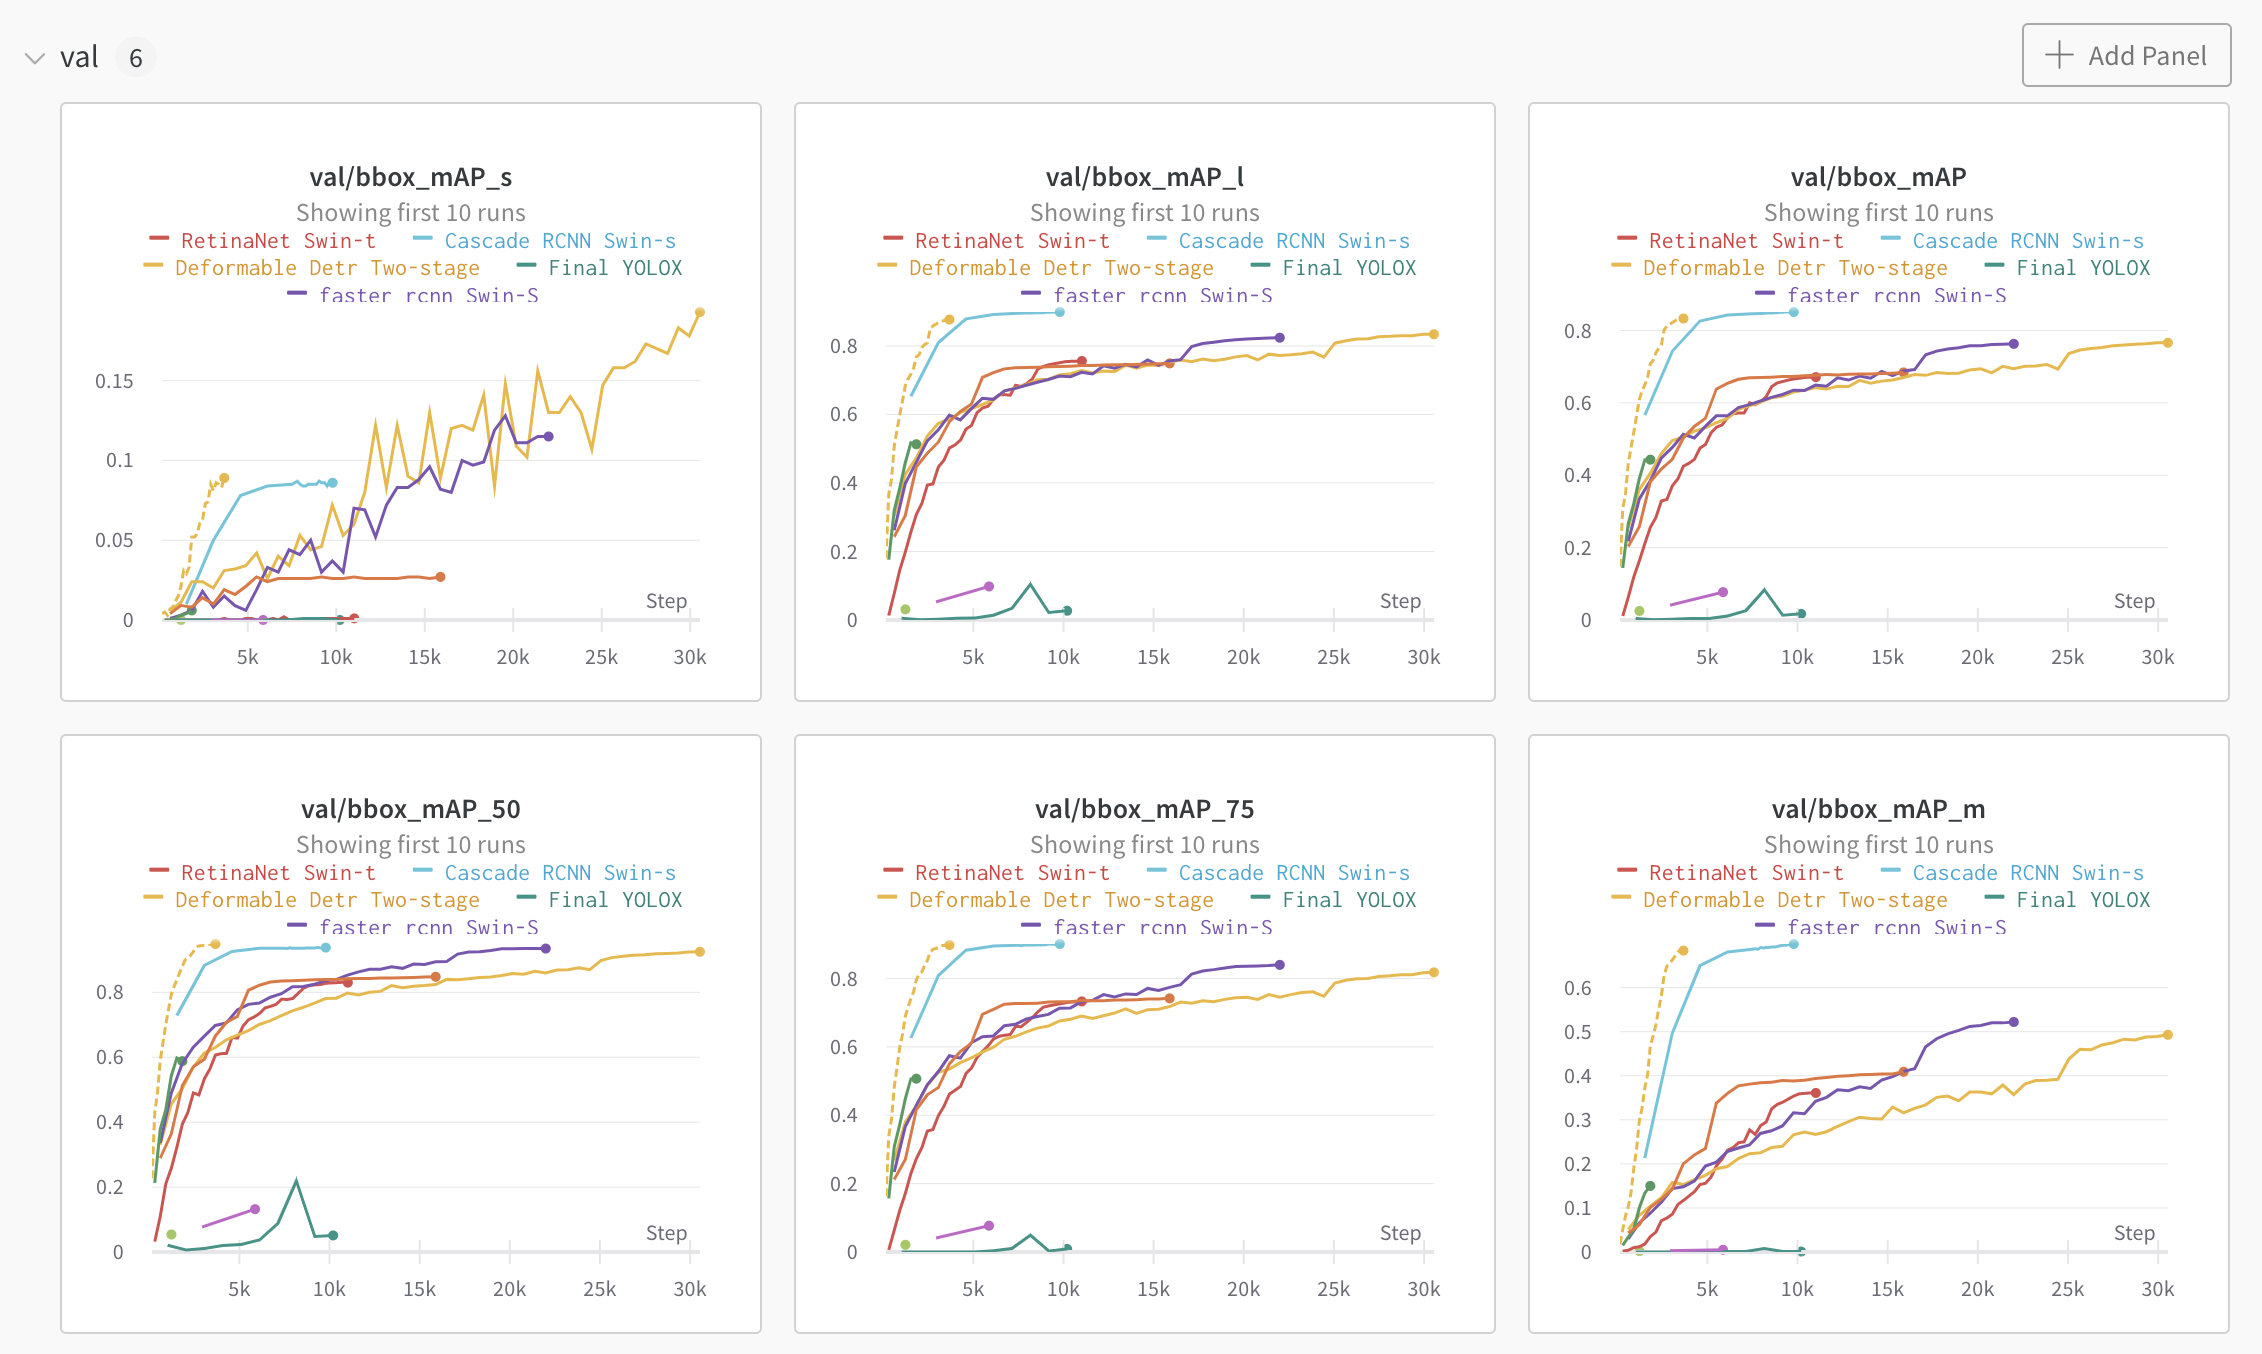 val 6
Add Panel
val/bbox_mAP_s
Showing first 10 runs
RetinaNet Swin-t Cascade RCNN Swin-s
Deformable Detr Two-stage Final YOLOX
faster rcnn Swin-S
0.15
0.1
0.05
0
Step
5k 10k 15k 20k 25k 30k
val/bbox_mAP_l
Showing first 10 runs
RetinaNet Swin-t Cascade RCNN Swin-s
Deformable Detr Two-stage Final YOLOX
faster rcnn Swin-S
0.8
0.6
0.4
0.2
0
Step
5k 10k 15k 20k 25k 30k
val/bbox_mAP
Showing first 10 runs
RetinaNet Swin-t Cascade RCNN Swin-s
Deformable Detr Two-stage Final YOLOX
faster rcnn Swin-S
0.8
0.6
0.4
0.2
0
Step
5k 10k 15k 20k 25k 30k
val/bbox_mAP_50
Showing first 10 runs
RetinaNet Swin-t Cascade RCNN Swin-s
Deformable Detr Two-stage Final YOLOX
faster rcnn Swin-S
0.8
0.6
0.4
0.2
0
Step
5k 10k 15k 20k 25k 30k
val/bbox_mAP_75
Showing first 10 runs
RetinaNet Swin-t Cascade RCNN Swin-s
Deformable Detr Two-stage Final YOLOX
faster rcnn Swin-S
0.8
0.6
0.4
0.2
0
Step
5k 10k 15k 20k 25k 30k
val/bbox_mAP_m
Showing first 10 runs
RetinaNet Swin-t Cascade RCNN Swin-s
Deformable Detr Two-stage Final YOLOX
faster rcnn Swin-S
0.6
0.5
0.4
0.3
0.2
0.1
0
Step
5k 10k 15k 20k 25k 30k